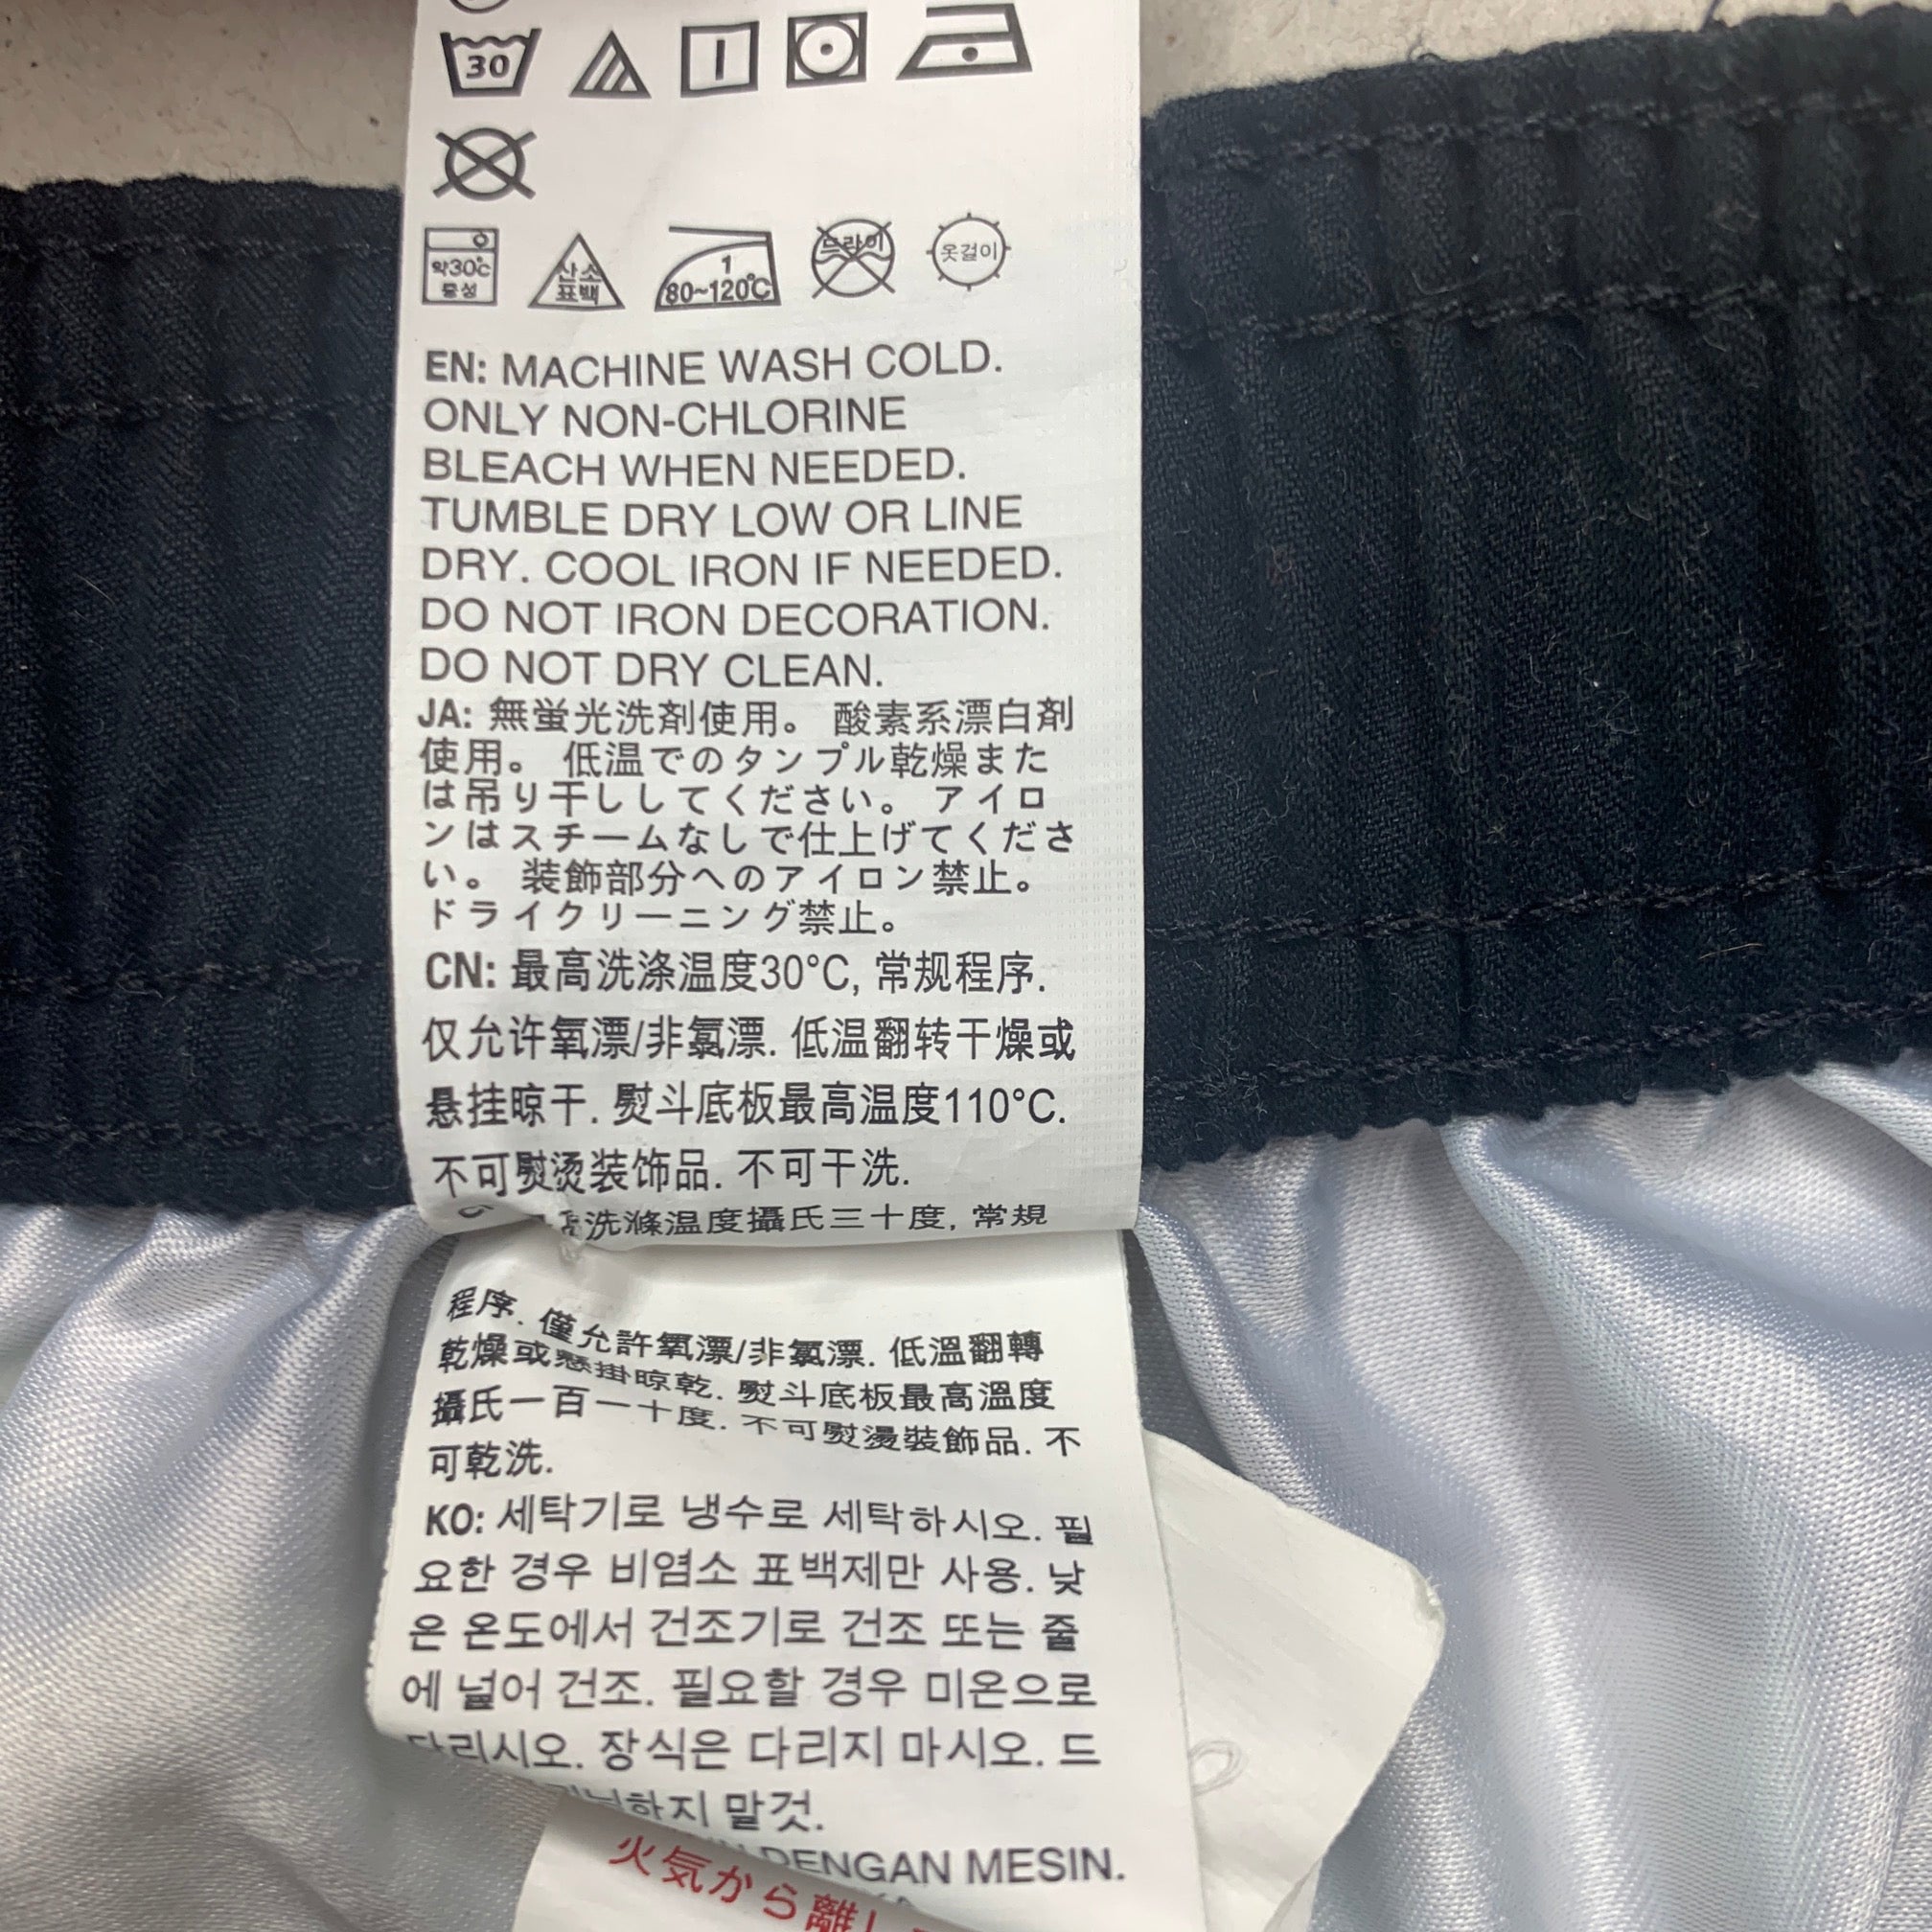 30
약30℃
중성
산소
표백
1
80~120℃
드라이
옷걸이
EN: MACHINE WASH COLD.
ONLY NON-CHLORINE
BLEACH WHEN NEEDED.
TUMBLE DRY LOW OR LINE
DRY. COOL IRON IF NEEDED.
DO NOT IRON DECORATION.
DO NOT DRY CLEAN.
JA: 無蛍光洗剤使用。 酸素系漂白剤
使用。 低温でのタンブル乾燥また
は吊り干ししてください。 アイロ
ンはスチームなしで仕上げてくださ
い。 装飾部分へのアイロン禁止。
ドライクリーニング禁止。
CN: 最高洗涤温度30°C, 常规程序.
仅允许氧漂/非氯漂. 低温翻转干燥或
悬挂晾干. 熨斗底板最高温度110°C.
不可熨烫装饰品. 不可干洗.
洗滌温度攝氏三十度, 常規
程序. 僅允許氧漂/非氯漂. 低溫翻轉
乾燥或懸掛晾乾. 熨斗底板最高溫度
攝氏一百一十度. 不可熨燙裝飾品. 不
可乾洗.
KO: 세탁기로 냉수로 세탁하시오. 필
요한 경우 비염소 표백제만 사용. 낮
은 온도에서 건조기로 건조 또는 줄
에 널어 건조. 필요할 경우 미온으로
다리시오. 장식은 다리지 마시오. 드
하지 말것.
DENGAN MESIN.
火気から離し